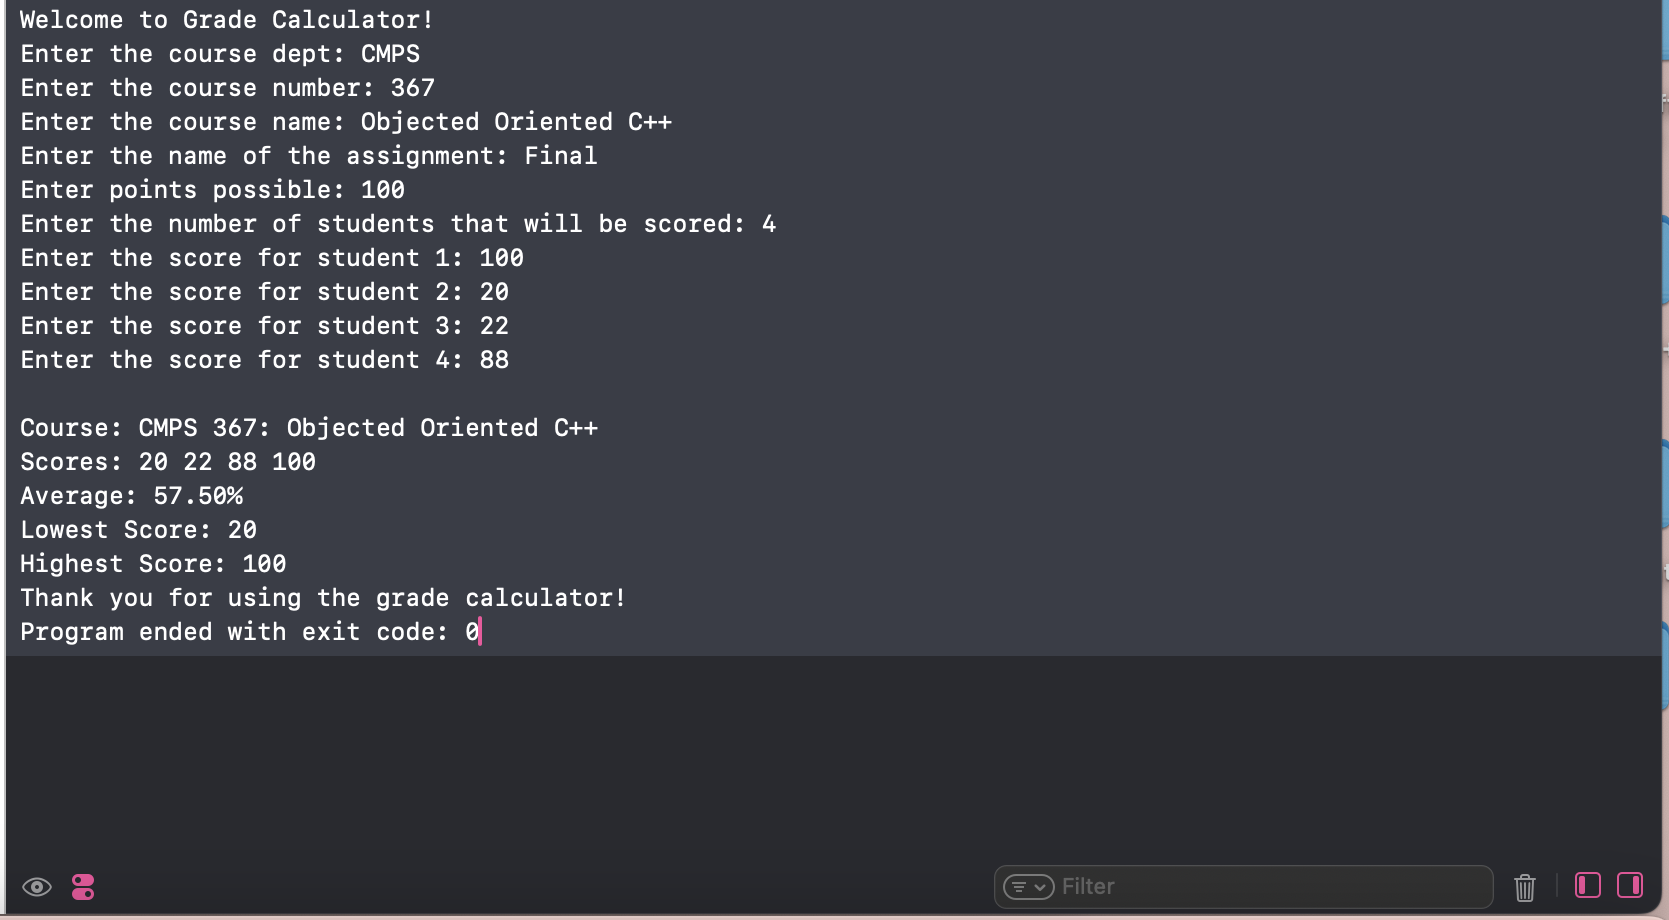 Welcome to Grade Calculator!
Enter the course dept: CMPS
Enter the course number: 367
Enter the course name: Objected Oriented C++
Enter the name of the assignment: Final
Enter points possible: 100
Enter the number of students that will be scored: 4
Enter the score for student 1: 100
Enter the score for student 2: 20
Enter the score for student 3: 22
Enter the score for student 4: 88

Course: CMPS 367: Objected Oriented C++
Scores: 20 22 88 100
Average: 57.50%
Lowest Score: 20
Highest Score: 100
Thank you for using the grade calculator!
Program ended with exit code: 0
Filter